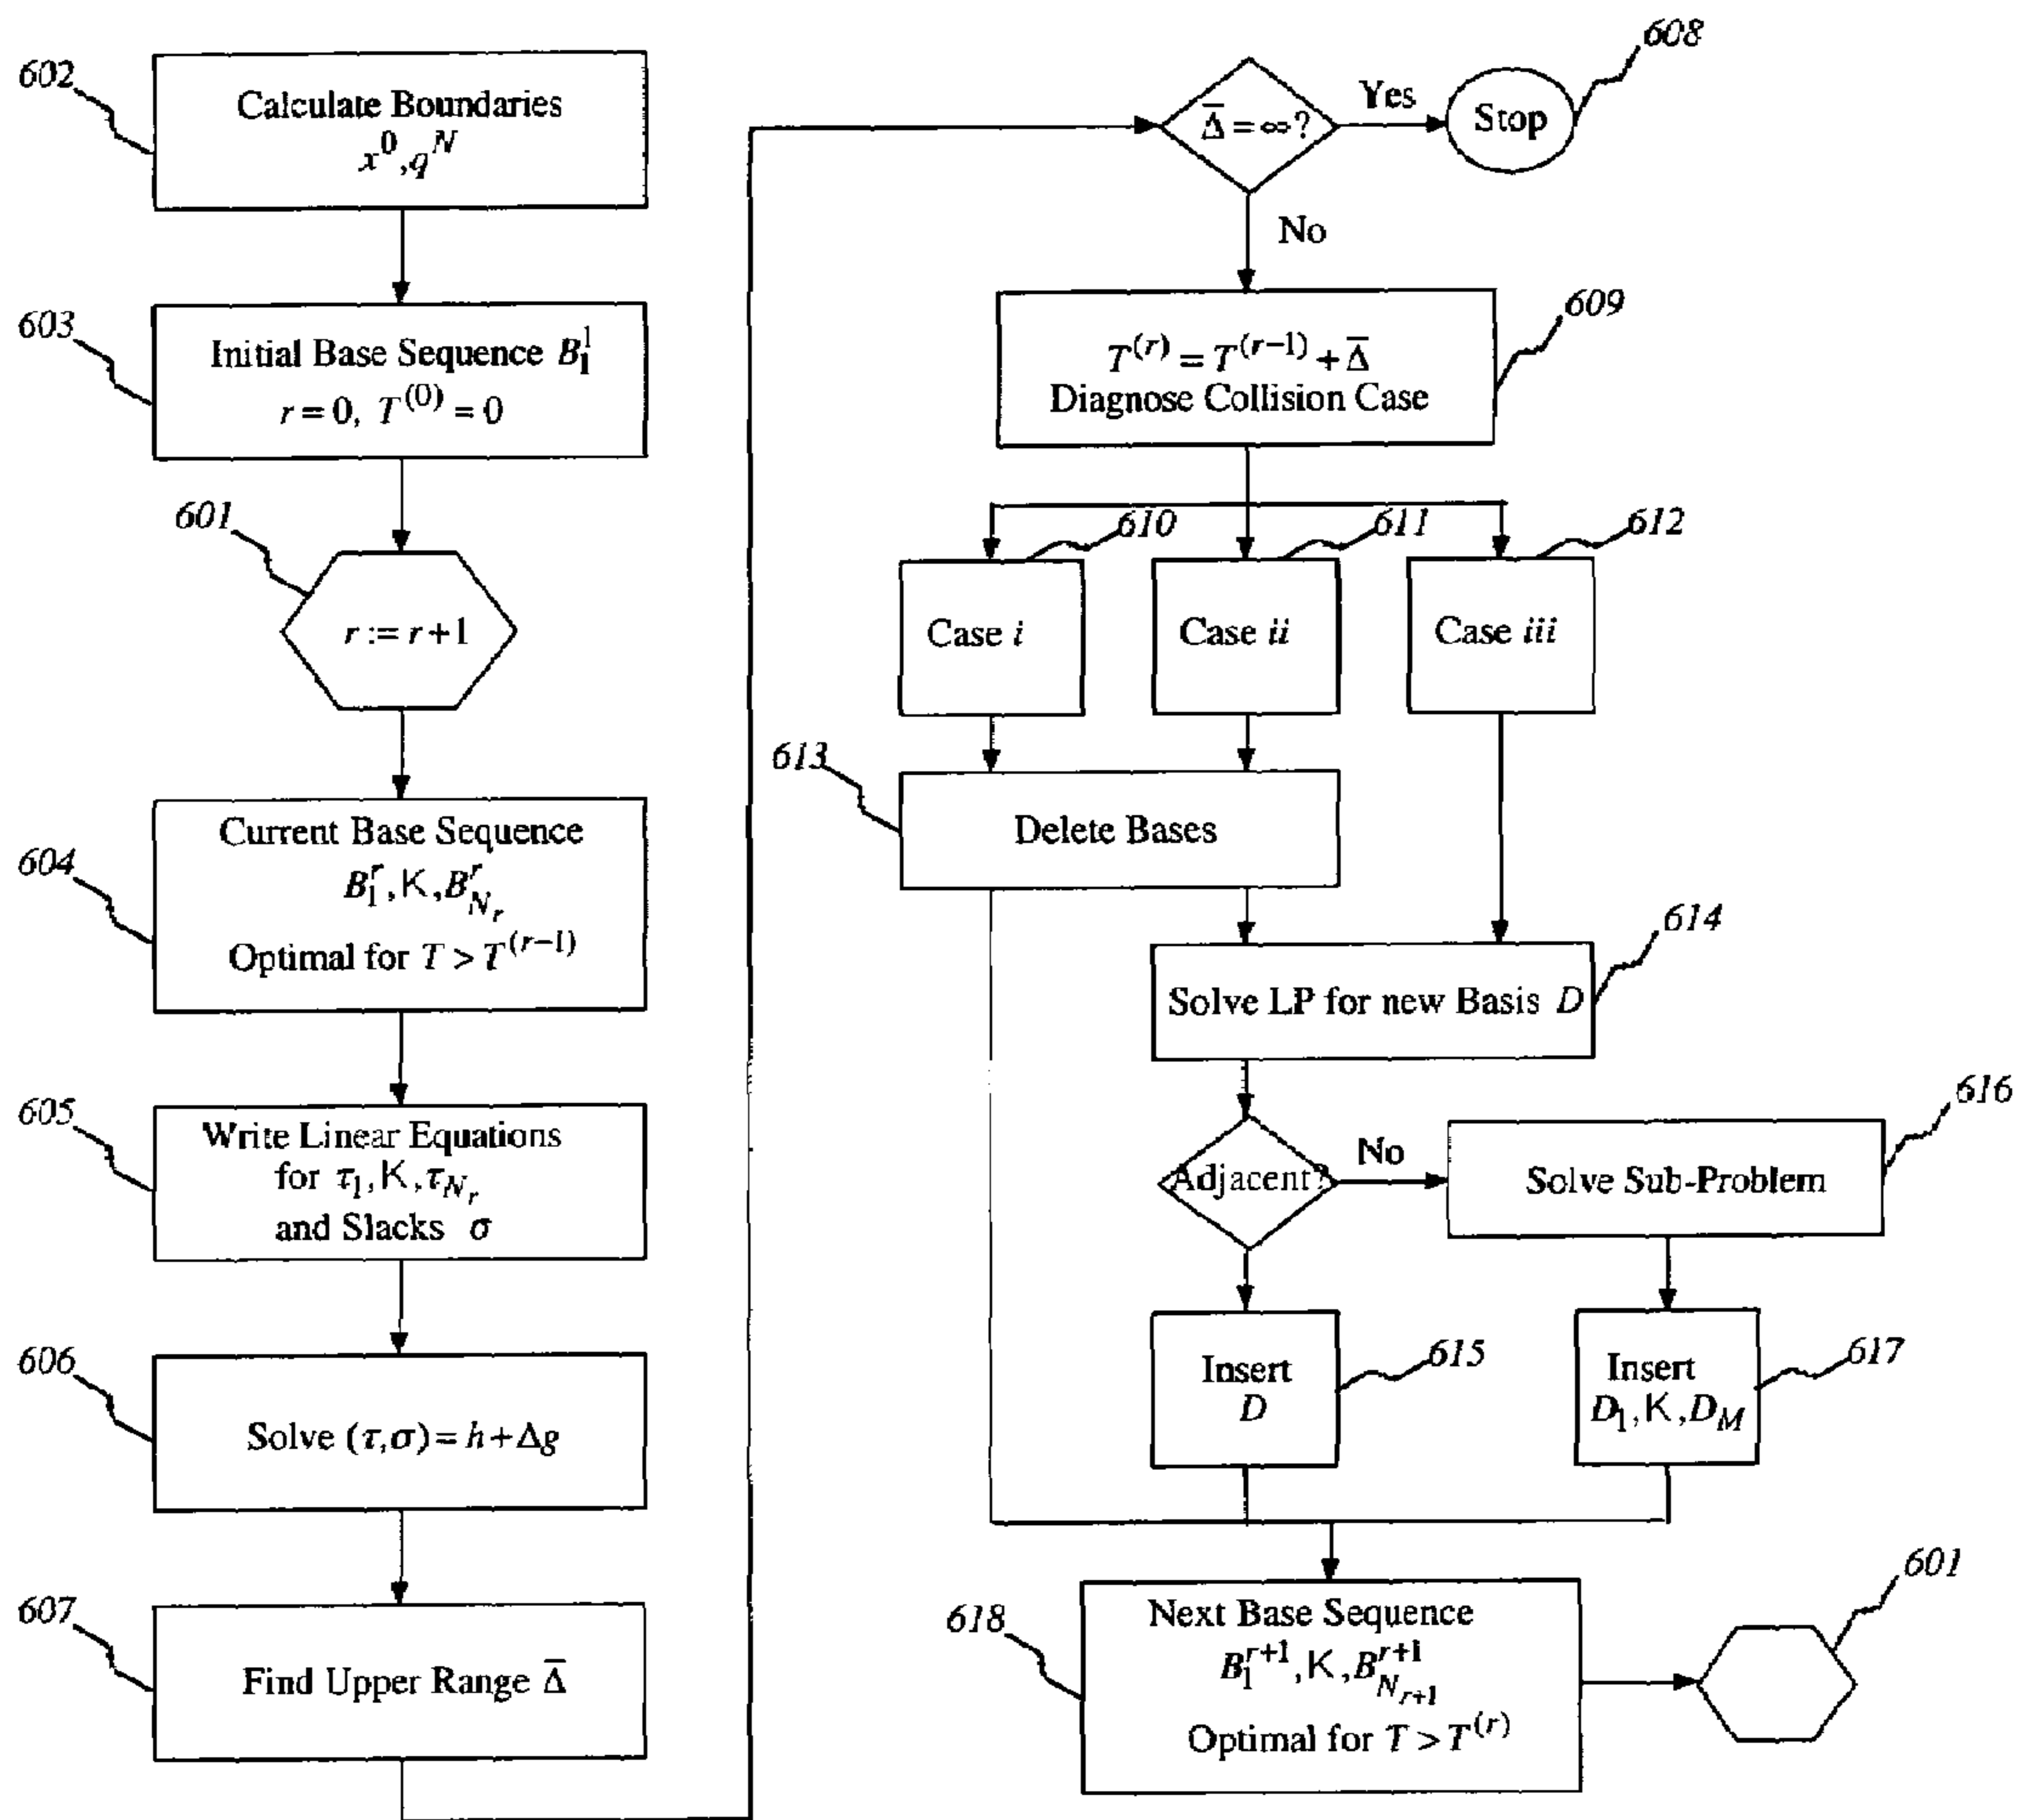 602
Calculate Boundaries
x⁰,qᴺ
603
Initial Base Sequence B₁¹
r = 0, T⁽⁰⁾ = 0
601
r := r+1
604
Current Base Sequence
B₁ʳ, K, B_{N_r}^r
Optimal for T > T^{(r−1)}
605
Write Linear Equations
for τ₁, K, τ_{N_r}
and Slacks σ
606
Solve (τ,σ) = h + Δg
607
Find Upper Range Δ̅
Δ̅ = ∞?
Yes
Stop
608
No
609
T^{(r)} = T^{(r−1)} + Δ̅
Diagnose Collision Case
610
611
612
Case i
Case ii
Case iii
613
Delete Bases
614
Solve LP for new Basis D
Adjacent?
No
616
Solve Sub-Problem
615
Insert
D
617
Insert
D₁, K, D_M
618
Next Base Sequence
B₁^{r+1}, K, B_{N_{r+1}}^{r+1}
Optimal for T > T^{(r)}
601